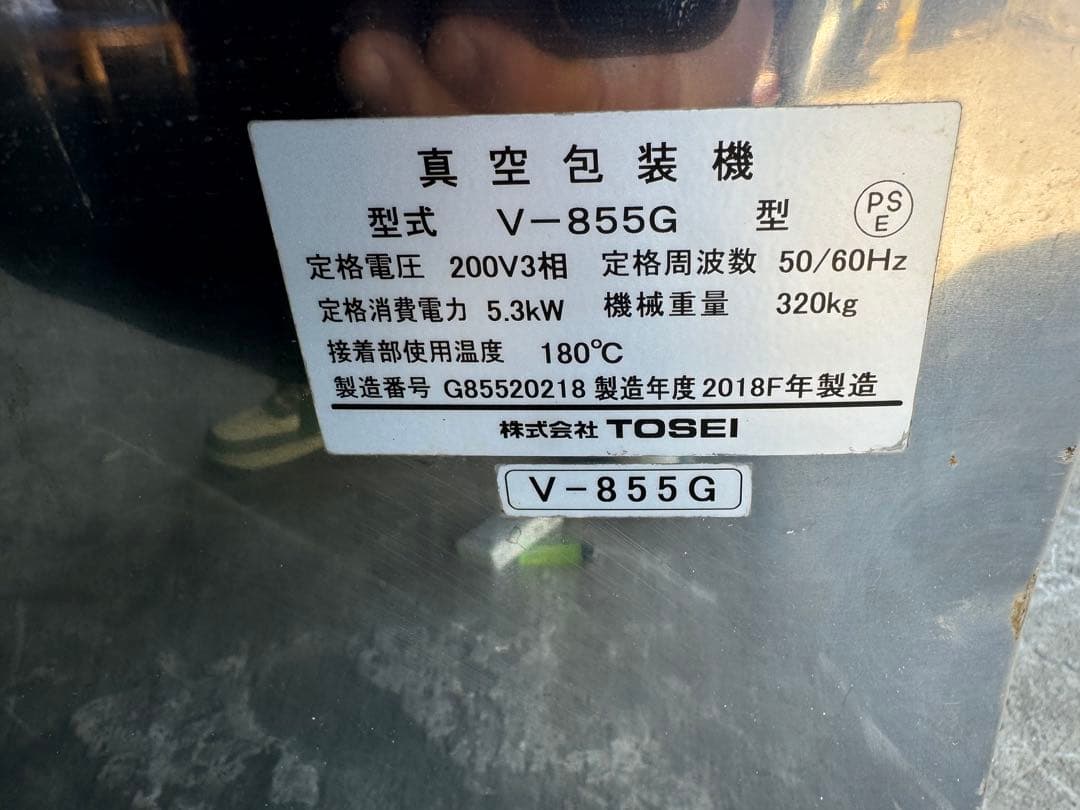 真空包装機
型式 V-855G 型 PSE
定格電圧 200V3相 定格周波数 50/60Hz
定格消費電力 5.3kW 機械重量 320kg
接着部使用温度 180℃
製造番号 G85520218 製造年度 2018F年製造
株式会社 TOSEI
V-855G